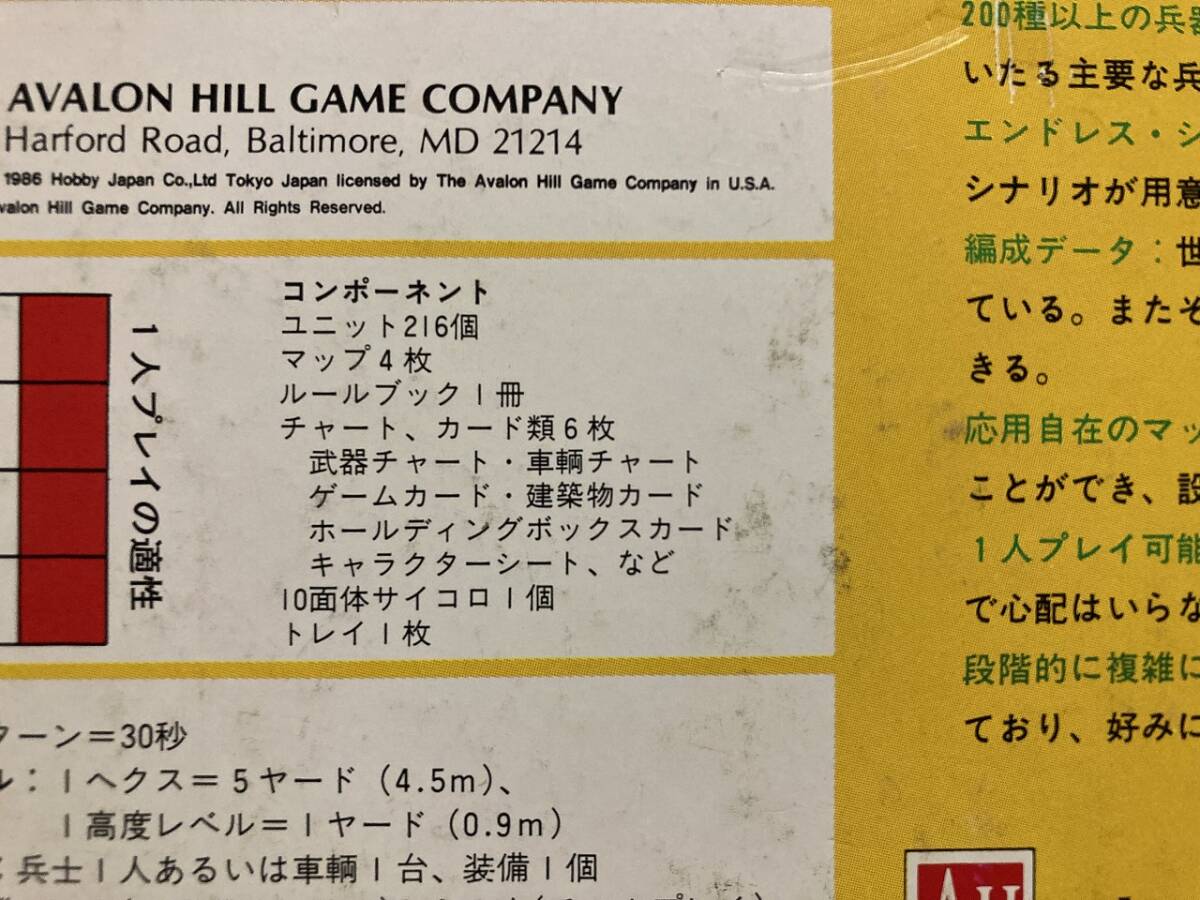 AVALON HILL GAME COMPANY
Harford Road, Baltimore, MD 21214
1986 Hobby Japan Co.,Ltd Tokyo Japan licensed by The Avalon Hill Game Company in U.S.A.
valon Hill Game Company. All Rights Reserved.
1人プレイの適性
コンポーネント
ユニット216個
マップ4枚
ルールブック1冊
チャート、カード類6枚
武器チャート・車輌チャート
ゲームカード・建築物カード
ホールディングボックスカード
キャラクターシート、など
10面体サイコロ1個
トレイ1枚
ターン=30秒
ル:1ヘクス=5ヤード(4.5m)、
1高度レベル=1ヤード(0.9m)
兵士1人あるいは車輌1台、装備1個
200種以上の兵器
いたる主要な兵
エンドレス・シ
シナリオが用意
編成データ:世
ている。またそ
きる。
応用自在のマッ
ことができ、設
1人プレイ可能
で心配はいらな
段階的に複雑に
ており、好みに
AH